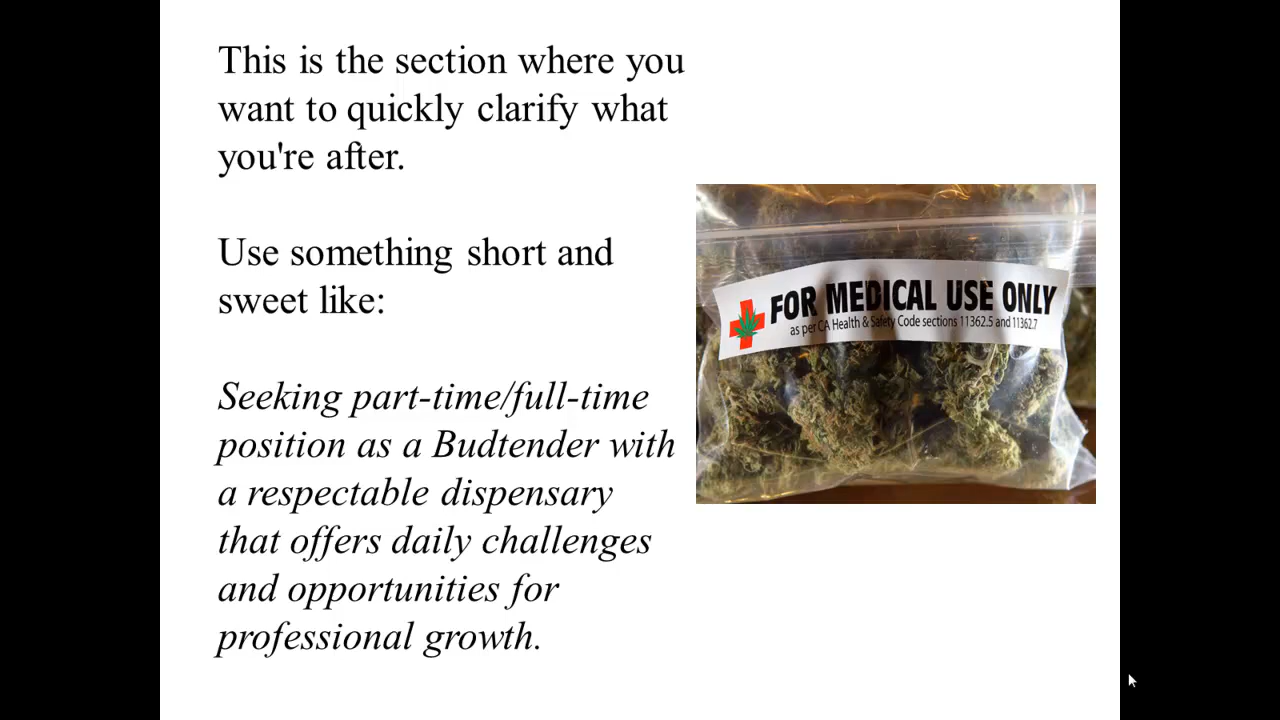 This is the section where you
want to quickly clarify what
you're after.
Use something short and
sweet like:
Seeking part-time/full-time
position as a Budtender with
a respectable dispensary
that offers daily challenges
and opportunities for
professional growth.
FOR MEDICAL USE ONLY
as per CA Health & Safety Code sections 11362.5 and 11362.7